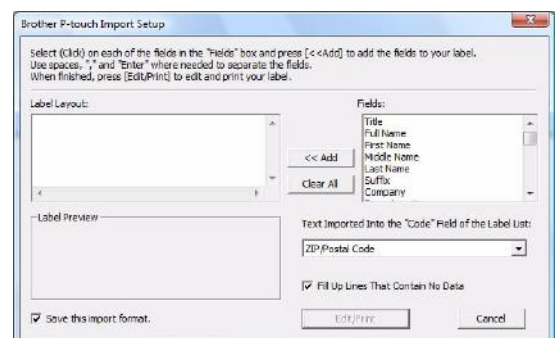 Brother P-touch Import Setup
Select (Click) on each of the fields in the "Fields" box and press [<<Add] to add the fields to your label.
Use spaces, "," and "Enter" where needed to separate the fields.
When finished, press [Edit/Print] to edit and print your label.
Label Layout:
Fields:
Title
Full Name
First Name
Middle Name
Last Name
Suffix
Company
<< Add
Clear All
Label Preview
Text Imported Into the "Code" Field of the Label List:
ZIP/Postal Code
Fill Up Lines That Contain No Data
Save this import format.
Edit/Print
Cancel